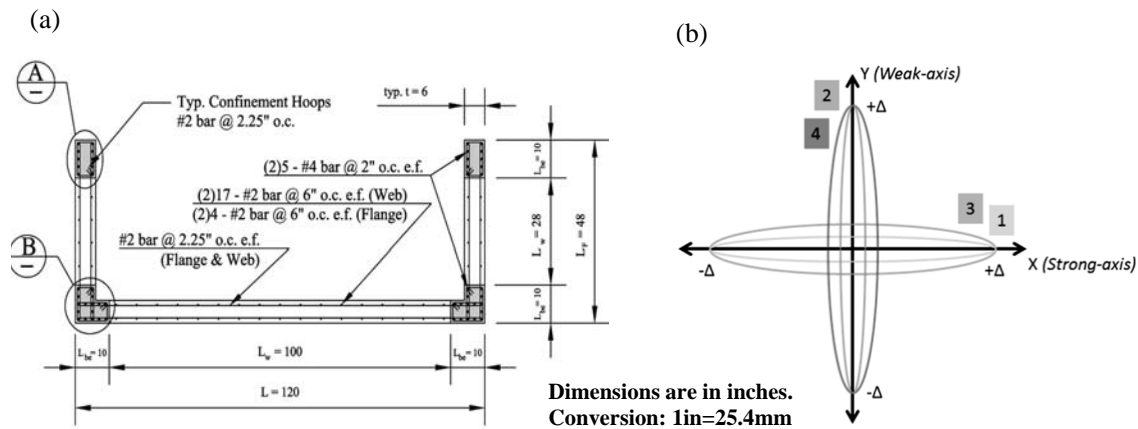 (a)
(b)
A
Typ. Confinement Hoops
#2 bar @ 2.25" o.c.
typ. t = 6
(2)5 - #4 bar @ 2" o.c. e.f.
(2)17 - #2 bar @ 6" o.c. e.f. (Web)
(2)4 - #2 bar @ 6" o.c. e.f. (Flange)
#2 bar @ 2.25" o.c. e.f.
(Flange & Web)
B
L_be = 10
L_w = 28
L_be = 10
L_F = 48
L_be = 10
L_w = 100
L_be = 10
L = 120
Dimensions are in inches.
Conversion: 1in=25.4mm
Y (Weak-axis)
2
+Δ
4
3
1
-Δ
+Δ
X (Strong-axis)
-Δ